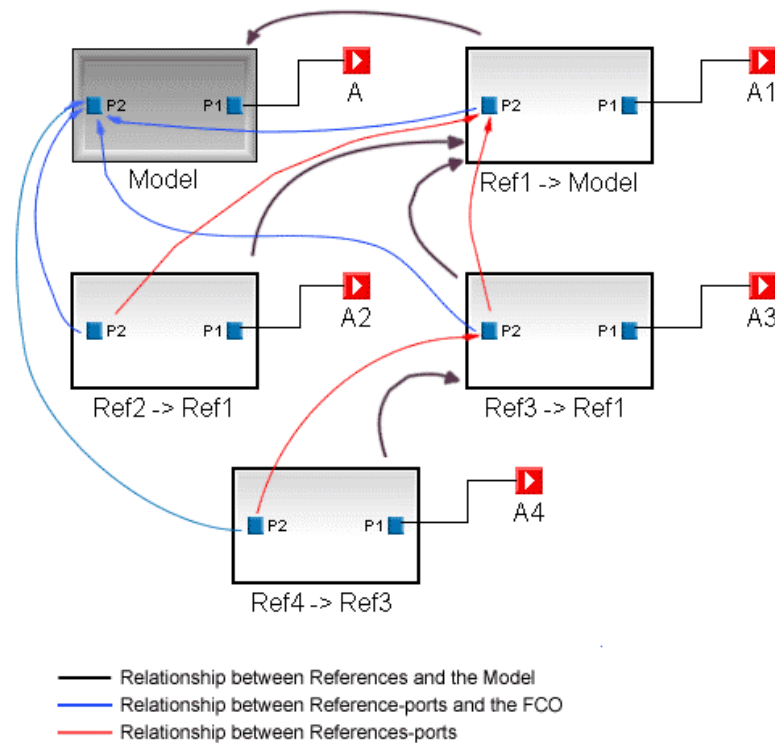 P2 P1 A
Model
P2 P1 A1
Ref1 -> Model
P2 P1 A2
Ref2 -> Ref1
P2 P1 A3
Ref3 -> Ref1
P2 P1 A4
Ref4 -> Ref3
Relationship between References and the Model
Relationship between Reference-ports and the FCO
Relationship between References-ports